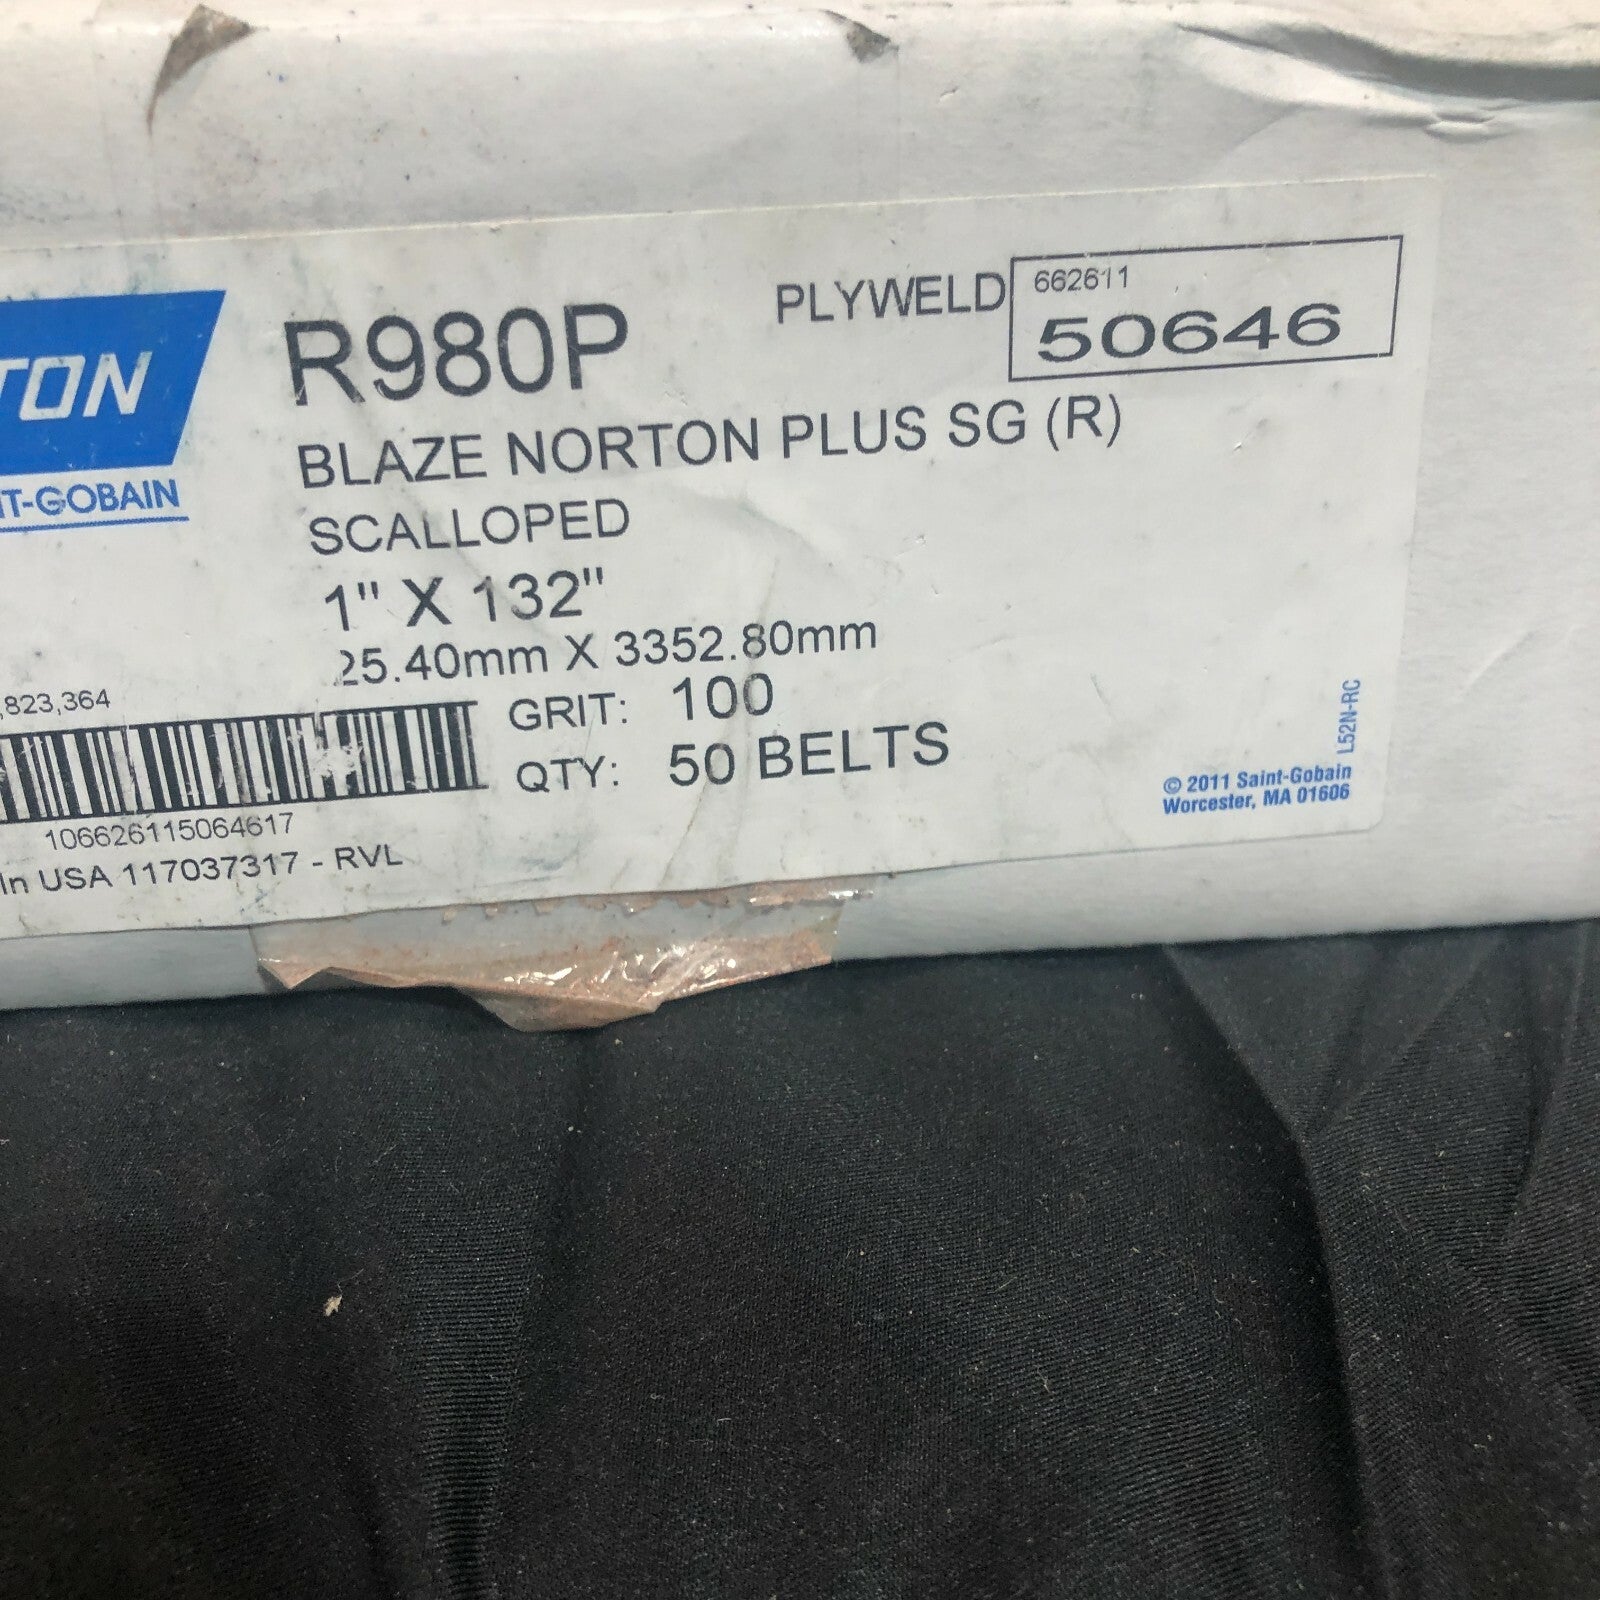 TON
NT-GOBAIN
R980P
PLYWELD
662611
50646
BLAZE NORTON PLUS SG (R)
SCALLOPED
1" X 132"
25.40mm X 3352.80mm
GRIT: 100
QTY: 50 BELTS
,823,364
106626115064617
In USA 117037317 - RVL
L52N-RC
© 2011 Saint-Gobain
Worcester, MA 01606